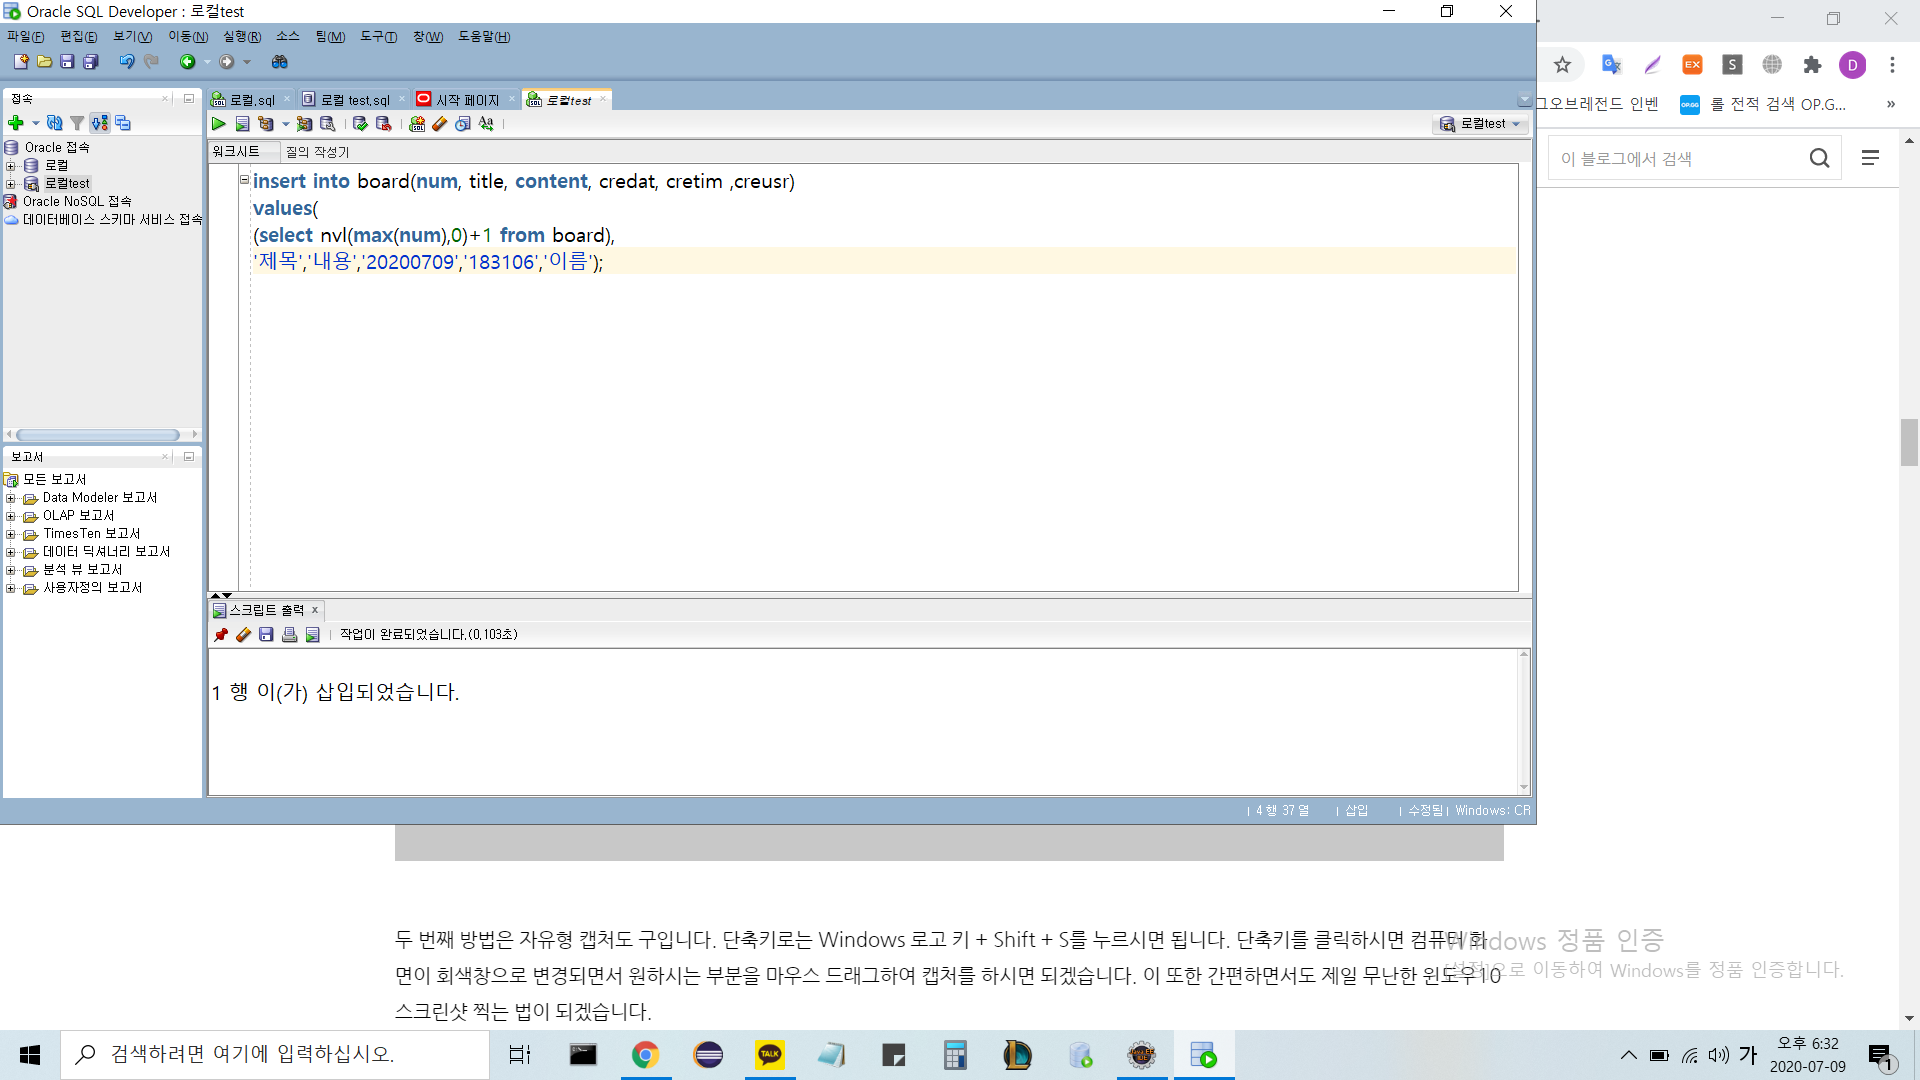 Oracle SQL Developer : 로컬test
파일(F) 편집(E) 보기(V) 이동(N) 실행(R) 소스 팀(M) 도구(T) 창(W) 도움말(H)
접속
로컬.sql
로컬 test.sql
시작 페이지
로컬test
로컬test
워크시트 질의 작성기
Oracle 접속
로컬
로컬test
Oracle NoSQL 접속
데이터베이스 스키마 서비스 접속
insert into board(num, title, content, credat, cretim ,creusr)
values(
(select nvl(max(num),0)+1 from board),
'제목','내용','20200709','183106','이름');
보고서
모든 보고서
Data Modeler 보고서
OLAP 보고서
TimesTen 보고서
데이터 딕셔너리 보고서
분석 뷰 보고서
사용자정의 보고서
스크립트 출력
작업이 완료되었습니다.(0.103초)
1 행 이(가) 삽입되었습니다.
4 행 37 열 삽입 수정됨 Windows: CR
EX S D
그오브레전드 인벤 OP.GG 롤 전적 검색 OP.G... »
이 블로그에서 검색
두 번째 방법은 자유형 캡처도 구입니다. 단축키로는 Windows 로고 키 + Shift + S를 누르시면 됩니다. 단축키를 클릭하시면 컴퓨터 화
면이 회색창으로 변경되면서 원하시는 부분을 마우스 드래그하여 캡처를 하시면 되겠습니다. 이 또한 간편하면서도 제일 무난한 윈도우10
스크린샷 찍는 법이 되겠습니다.
Windows 정품 인증
[설정]으로 이동하여 Windows를 정품 인증합니다.
검색하려면 여기에 입력하십시오.
TALK
가
오후 6:32
2020-07-09
1